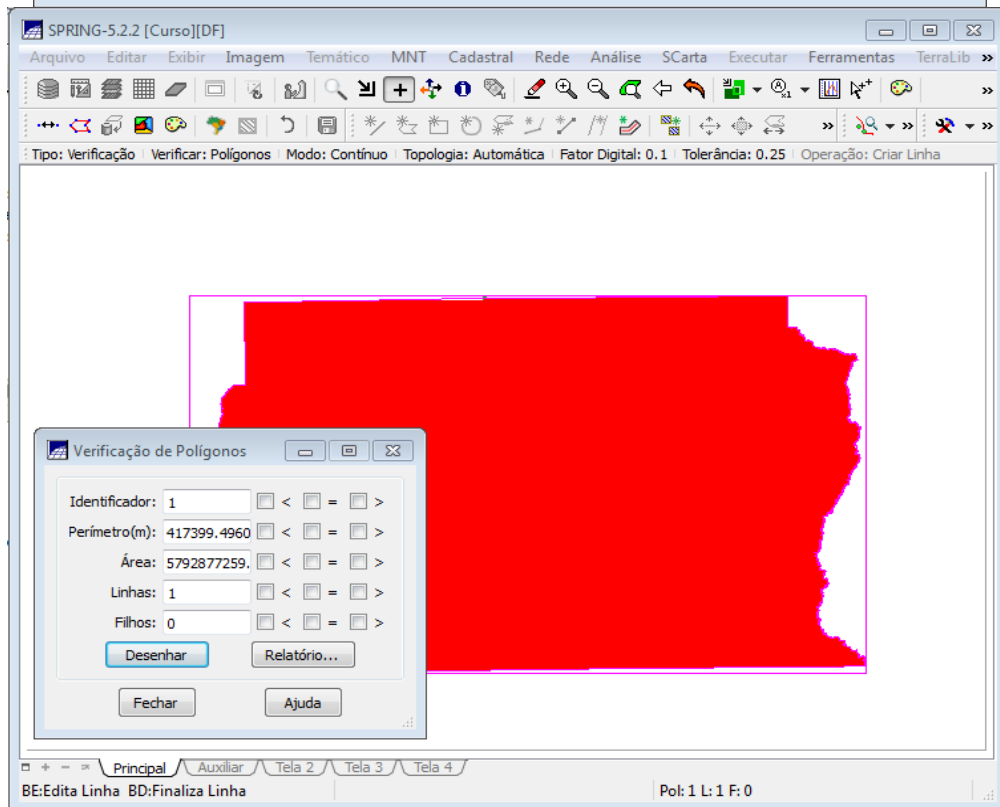 SPRING-5.2.2 [Curso][DF]
Arquivo Editar Exibir Imagem Temático MNT Cadastral Rede Análise SCarta Executar Ferramentas TerraLib »
Tipo: Verificação Verificar: Polígonos Modo: Contínuo Topologia: Automática Fator Digital: 0.1 Tolerância: 0.25 Operação: Criar Linha
Verificação de Polígonos
Identificador: 1 < = >
Perímetro(m): 417399.4960 < = >
Área: 5792877259. < = >
Linhas: 1 < = >
Filhos: 0 < = >
Desenhar Relatório...
Fechar Ajuda
Principal Auxiliar Tela 2 Tela 3 Tela 4
BE:Edita Linha BD:Finaliza Linha Pol: 1 L: 1 F: 0